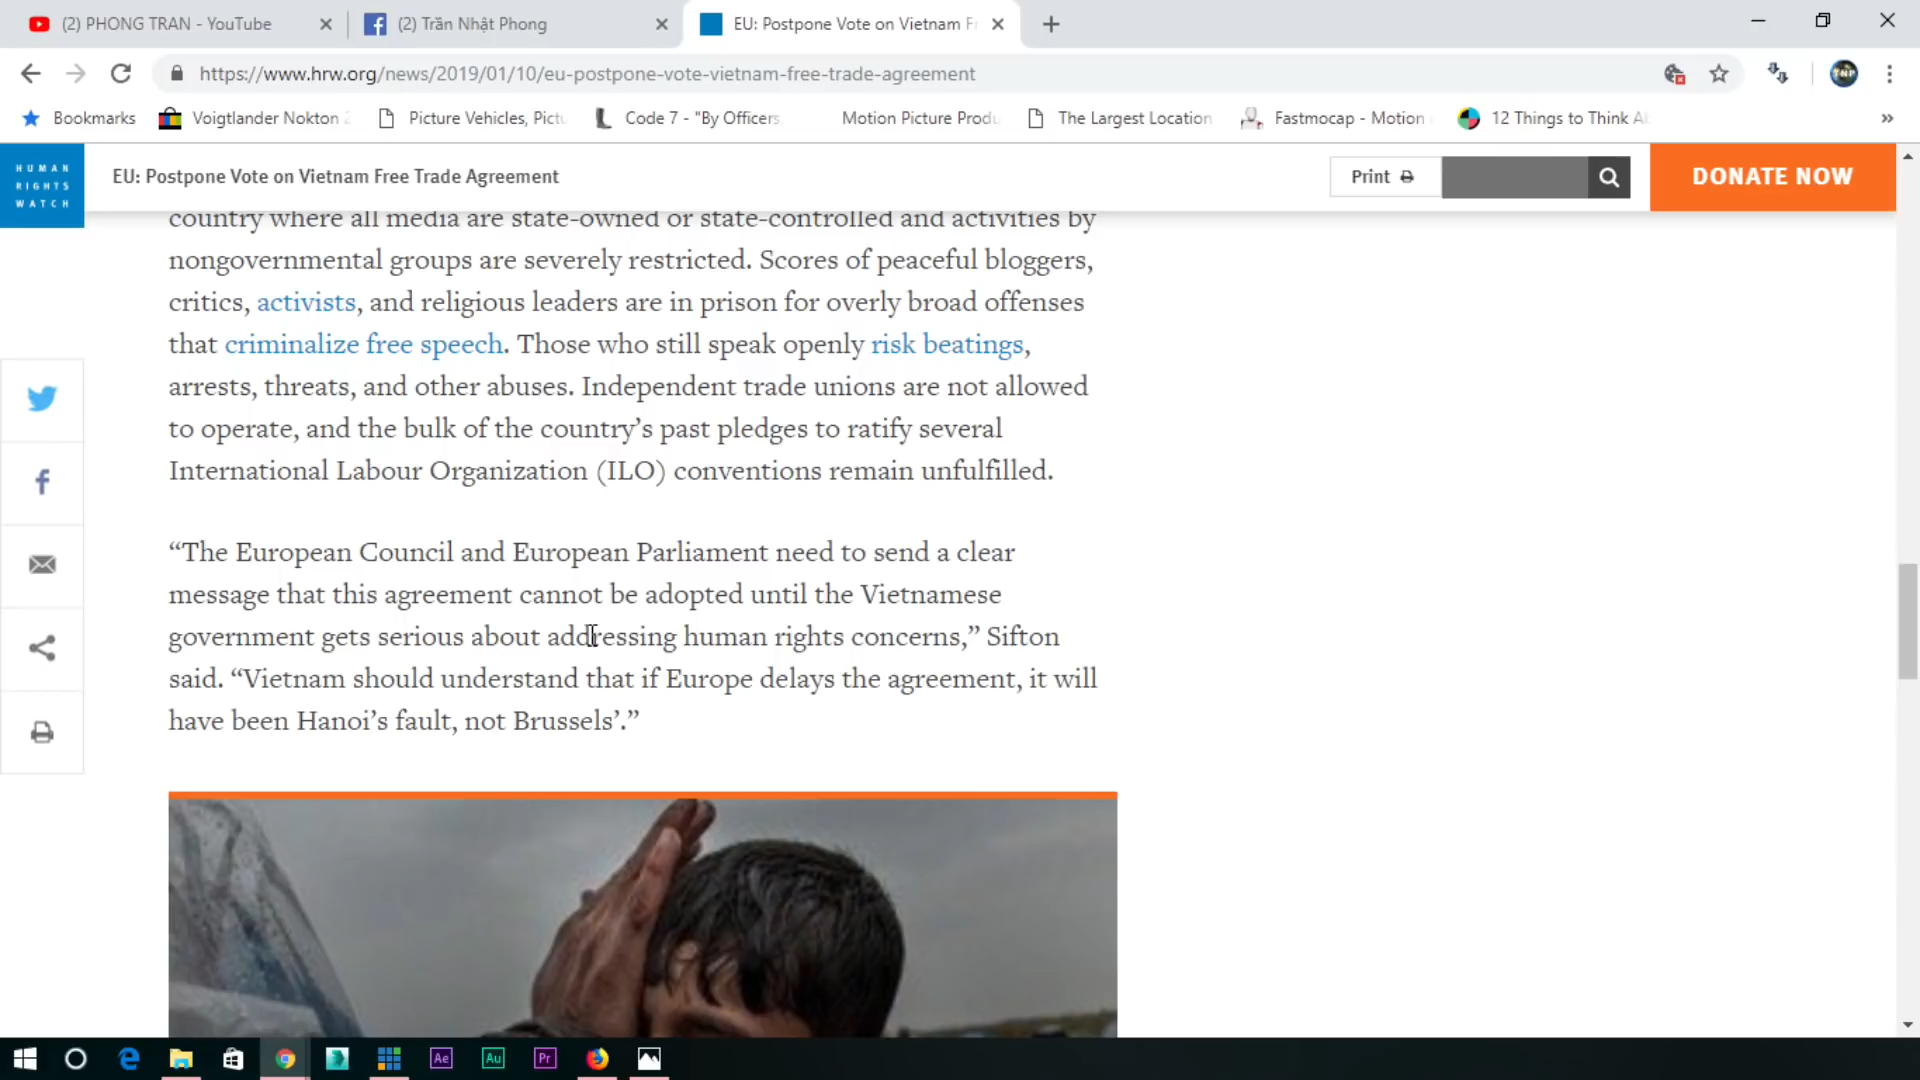 (2) PHONG TRAN - YouTube
(2) Trần Nhật Phong
EU: Postpone Vote on Vietnam F
https://www.hrw.org/news/2019/01/10/eu-postpone-vote-vietnam-free-trade-agreement
Bookmarks
Voigtlander Nokton 2
Picture Vehicles, Pictu
Code 7 - "By Officers
Motion Picture Produ
The Largest Location
Fastmocap - Motion
12 Things to Think Ab
»
HUMAN
RIGHTS
WATCH
EU: Postpone Vote on Vietnam Free Trade Agreement
Print
DONATE NOW
country where all media are state-owned or state-controlled and activities by
nongovernmental groups are severely restricted. Scores of peaceful bloggers,
critics, activists, and religious leaders are in prison for overly broad offenses
that criminalize free speech. Those who still speak openly risk beatings,
arrests, threats, and other abuses. Independent trade unions are not allowed
to operate, and the bulk of the country’s past pledges to ratify several
International Labour Organization (ILO) conventions remain unfulfilled.
“The European Council and European Parliament need to send a clear
message that this agreement cannot be adopted until the Vietnamese
government gets serious about addressing human rights concerns,” Sifton
said. “Vietnam should understand that if Europe delays the agreement, it will
have been Hanoi’s fault, not Brussels’.”
Ae
Au
Pr